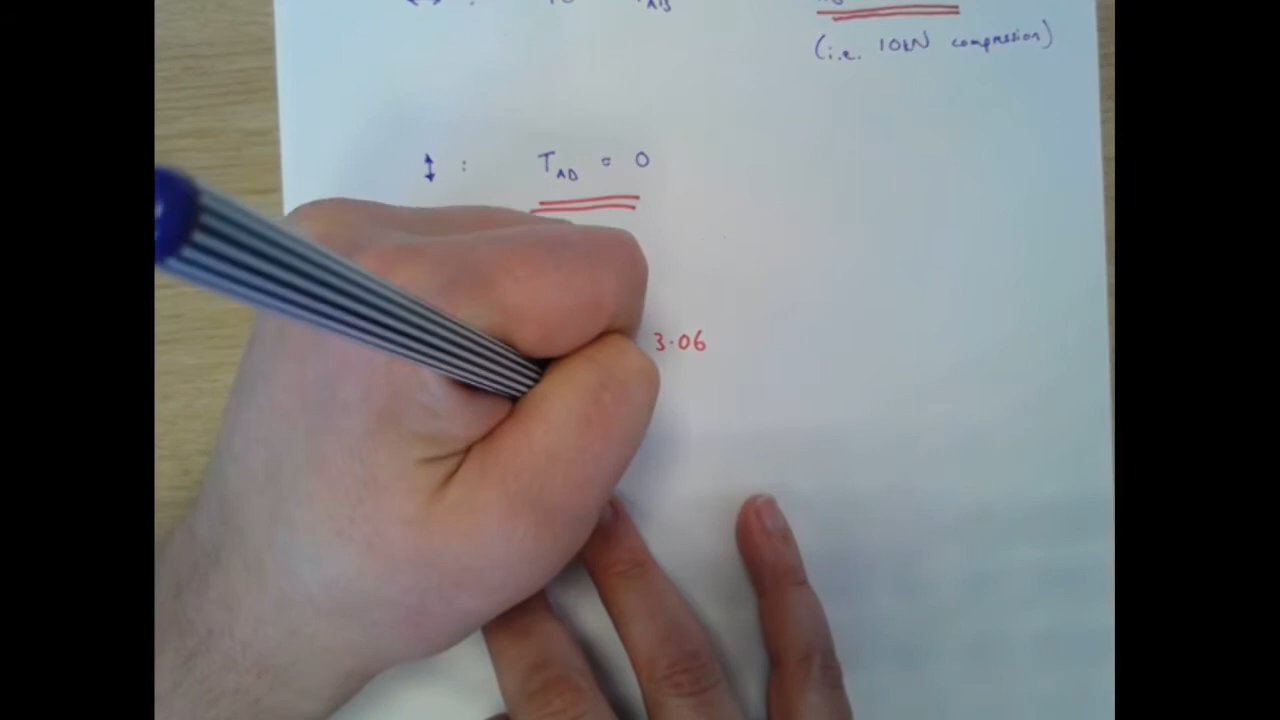 (i.e. 10kN compression)
↕ : T_AD = 0
3.06